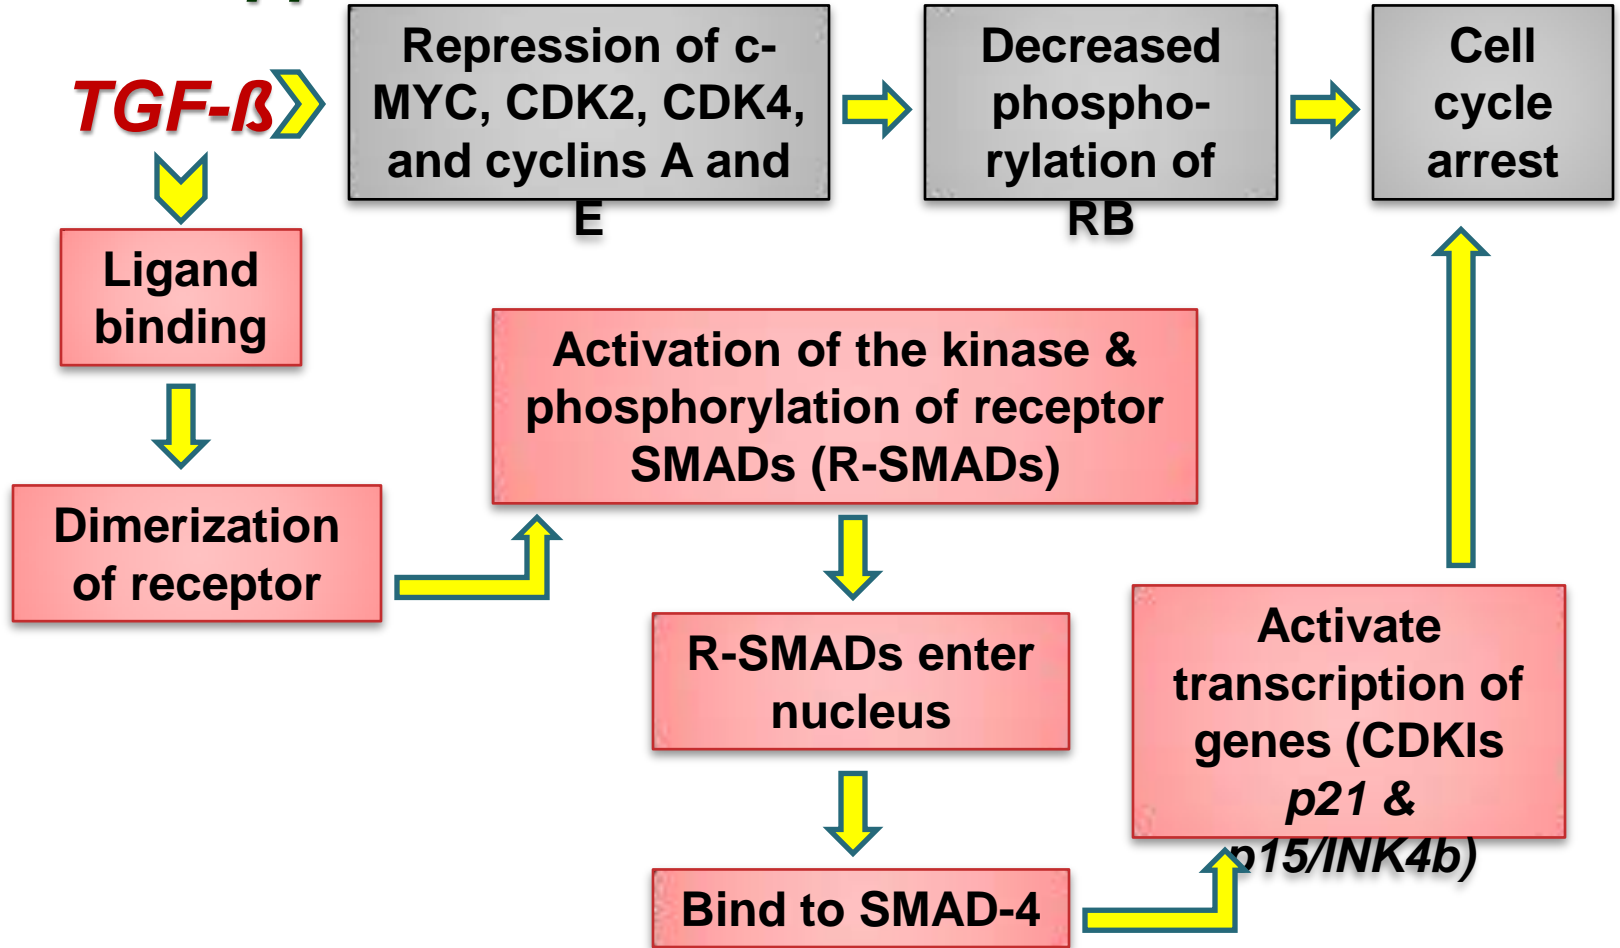 TGF-ß
Repression of c-
MYC, CDK2, CDK4,
and cyclins A and
E
Decreased
phospho-
rylation of
RB
Cell
cycle
arrest
Ligand
binding
Dimerization
of receptor
Activation of the kinase &
phosphorylation of receptor
SMADs (R-SMADs)
R-SMADs enter
nucleus
Bind to SMAD-4
Activate
transcription of
genes (CDKIs
p21 &
p15/INK4b)